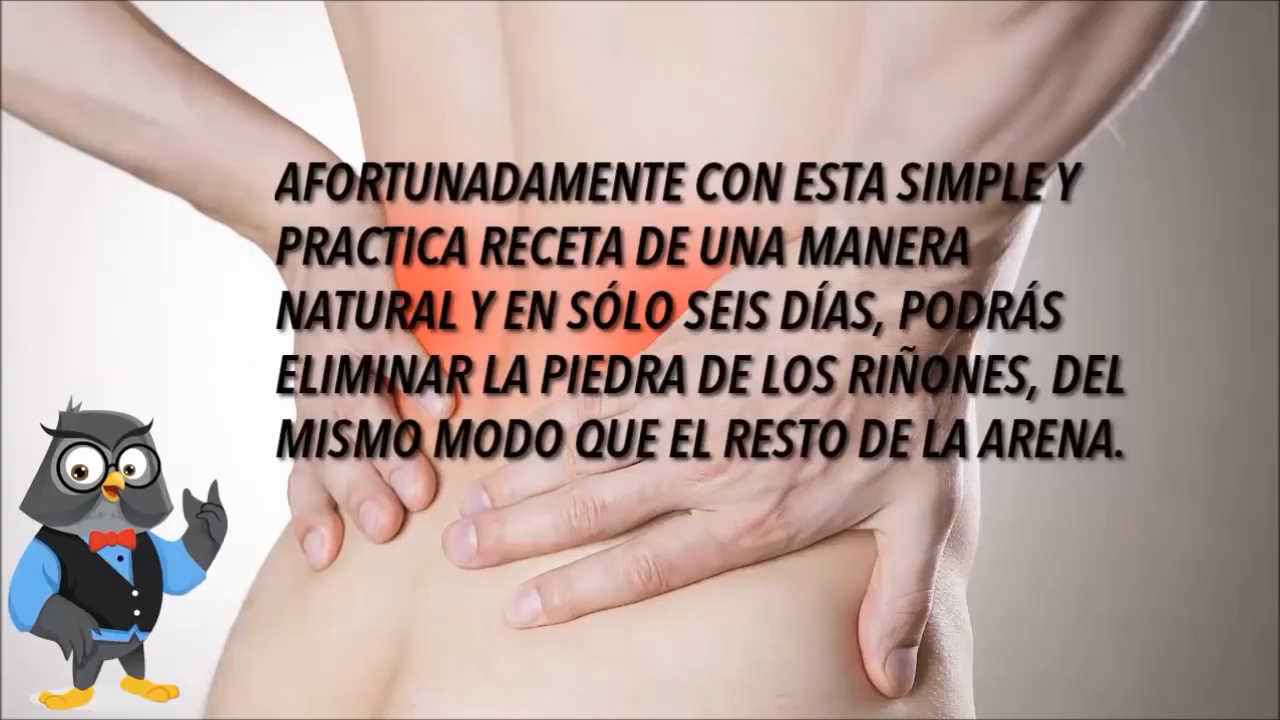 AFORTUNADAMENTE CON ESTA SIMPLE Y
PRACTICA RECETA DE UNA MANERA
NATURAL Y EN SÓLO SEIS DÍAS, PODRÁS
ELIMINAR LA PIEDRA DE LOS RIÑONES, DEL
MISMO MODO QUE EL RESTO DE LA ARENA.